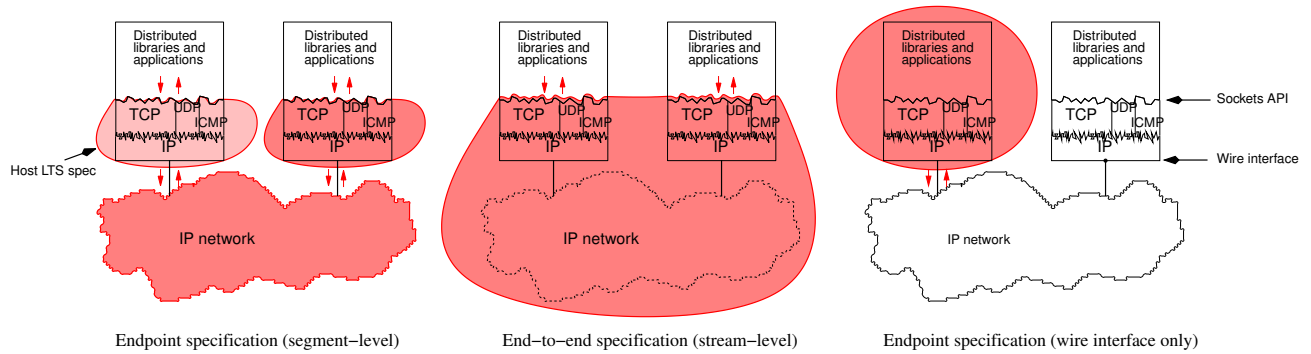 Distributed
libraries and
applications
TCP
UDP
ICMP
IP
Distributed
libraries and
applications
TCP
UDP
ICMP
IP
Host LTS spec
IP network
Endpoint specification (segment−level)
Distributed
libraries and
applications
TCP
UDP
ICMP
IP
Distributed
libraries and
applications
TCP
UDP
ICMP
IP
IP network
End−to−end specification (stream−level)
Distributed
libraries and
applications
TCP
UDP
ICMP
IP
Distributed
libraries and
applications
TCP
UDP
ICMP
IP
Sockets API
Wire interface
IP network
Endpoint specification (wire interface only)